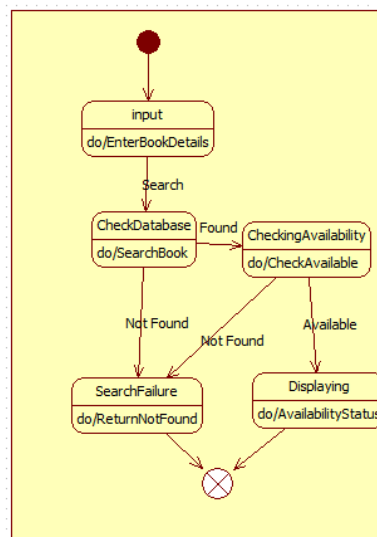 input
do/EnterBookDetails
Search
CheckDatabase
do/SearchBook
Found
CheckingAvailability
do/CheckAvailable
Not Found
Not Found
Available
SearchFailure
do/ReturnNotFound
Displaying
do/AvailabilityStatus